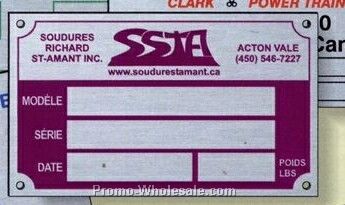 CLARK & POWER TRAIN
SOUDURES
RICHARD
ST-AMANT INC.
SSTA
ACTON VALE
(450) 546-7227
www.soudurestamant.ca
MODÈLE
SÉRIE
DATE
POIDS
LBS
Promo-Wholesale.com